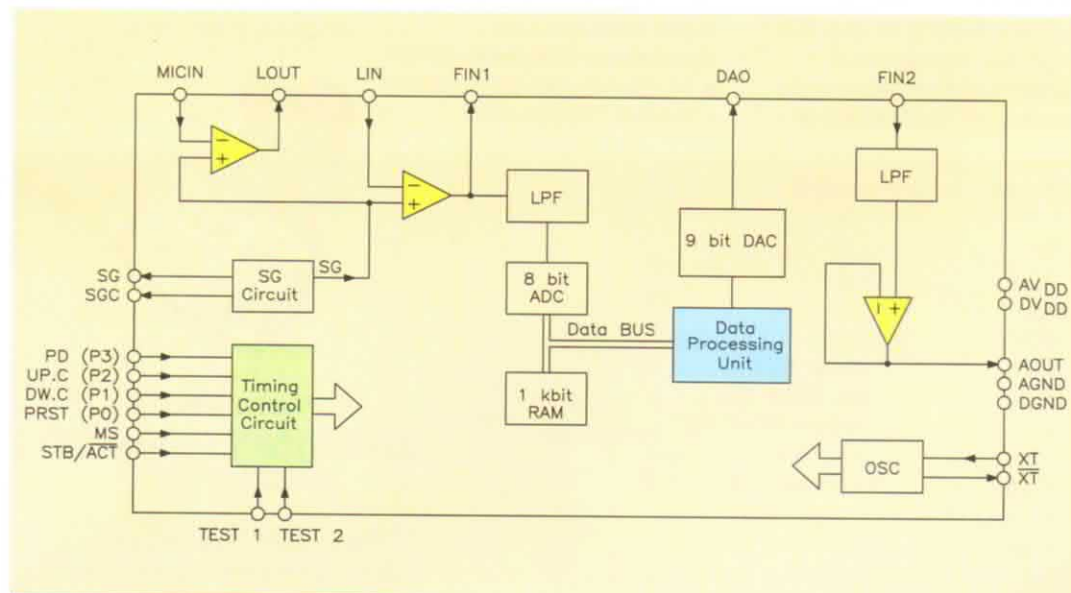 MICIN
LOUT
LIN
FIN1
DAO
FIN2
−
+
−
+
LPF
LPF
9 bit DAC
SG
SGC
SG
Circuit
SG
8 bit
ADC
− +
AV DD
DV DD
Data BUS
Data
Processing
Unit
PD (P3)
UP.C (P2)
DW.C (P1)
PRST (P0)
MS
STB/A̅C̅T̅
Timing
Control
Circuit
1 kbit
RAM
AOUT
AGND
DGND
OSC
XT
X̅T̅
TEST 1
TEST 2